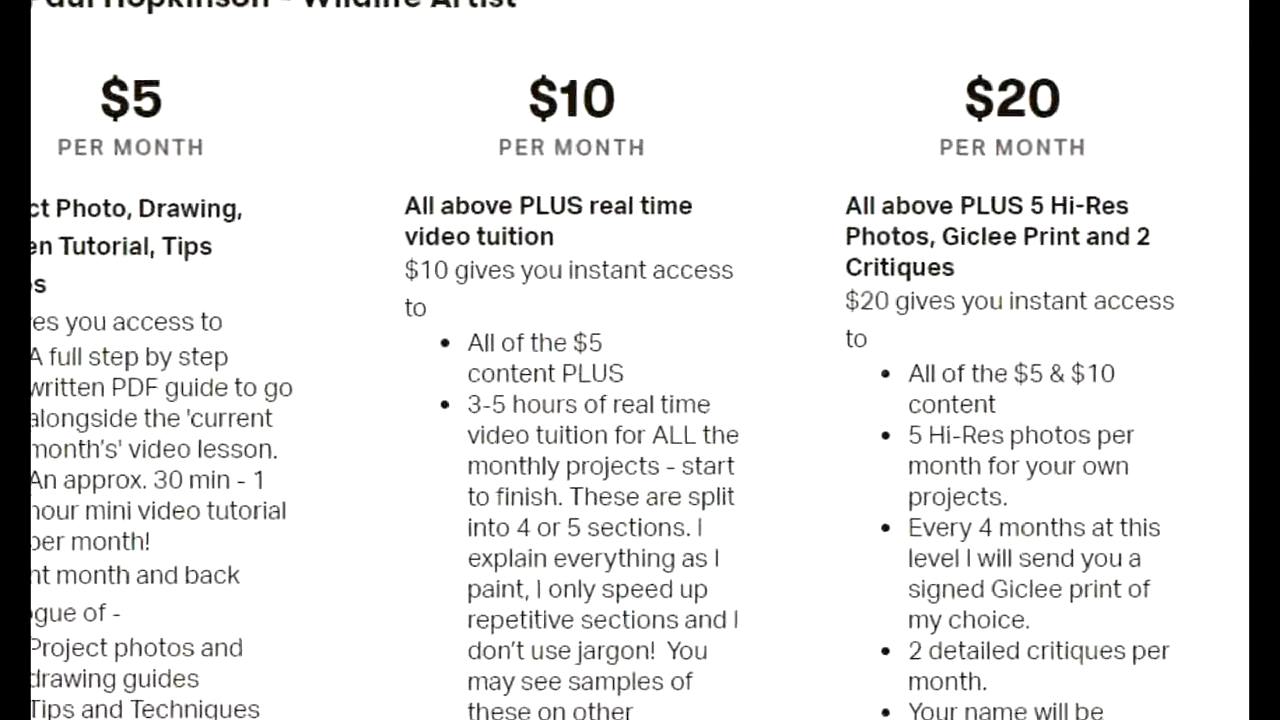 Paul Hopkinson - Wildlife Artist
$5
PER MONTH
ct Photo, Drawing,
en Tutorial, Tips
s
es you access to
A full step by step
written PDF guide to go
alongside the 'current
month's' video lesson.
An approx. 30 min - 1
hour mini video tutorial
per month!
nt month and back
ogue of -
Project photos and
drawing guides
Tips and Techniques
$10
PER MONTH
All above PLUS real time
video tuition
$10 gives you instant access
to
• All of the $5
content PLUS
• 3-5 hours of real time
video tuition for ALL the
monthly projects - start
to finish. These are split
into 4 or 5 sections. I
explain everything as I
paint, I only speed up
repetitive sections and I
don't use jargon!  You
may see samples of
these on other
$20
PER MONTH
All above PLUS 5 Hi-Res
Photos, Giclee Print and 2
Critiques
$20 gives you instant access
to
• All of the $5 & $10
content
• 5 Hi-Res photos per
month for your own
projects.
• Every 4 months at this
level I will send you a
signed Giclee print of
my choice.
• 2 detailed critiques per
month.
• Your name will be